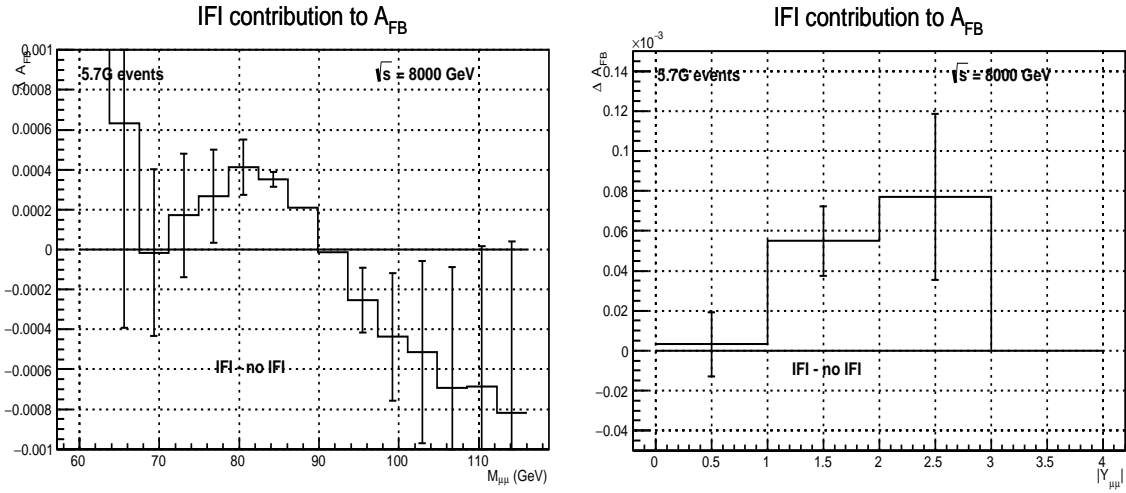 IFI contribution to A_FB
Δ A_FB
0.001
0.0008
0.0006
0.0004
0.0002
0
−0.0002
−0.0004
−0.0006
−0.0008
−0.001
5.7G events
√s = 8000 GeV
IFI - no IFI
60 70 80 90 100 110
M_μμ (GeV)
IFI contribution to A_FB
×10⁻³
Δ A_FB
0.14
0.12
0.1
0.08
0.06
0.04
0.02
0
−0.02
−0.04
5.7G events
√s = 8000 GeV
IFI - no IFI
0 0.5 1 1.5 2 2.5 3 3.5 4
|Y_μμ|